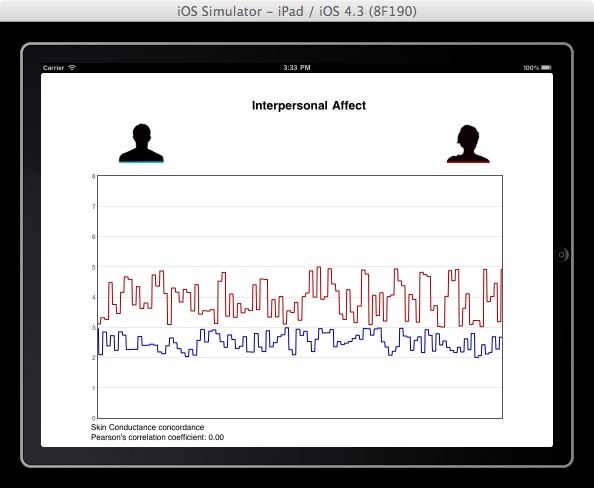 iOS Simulator - iPad / iOS 4.3 (8F190)
Carrier 3:33 PM 100%
Interpersonal Affect
8
7
6
5
4
3
2
1
0
Skin Conductance concordance
Pearson's correlation coefficient: 0.00